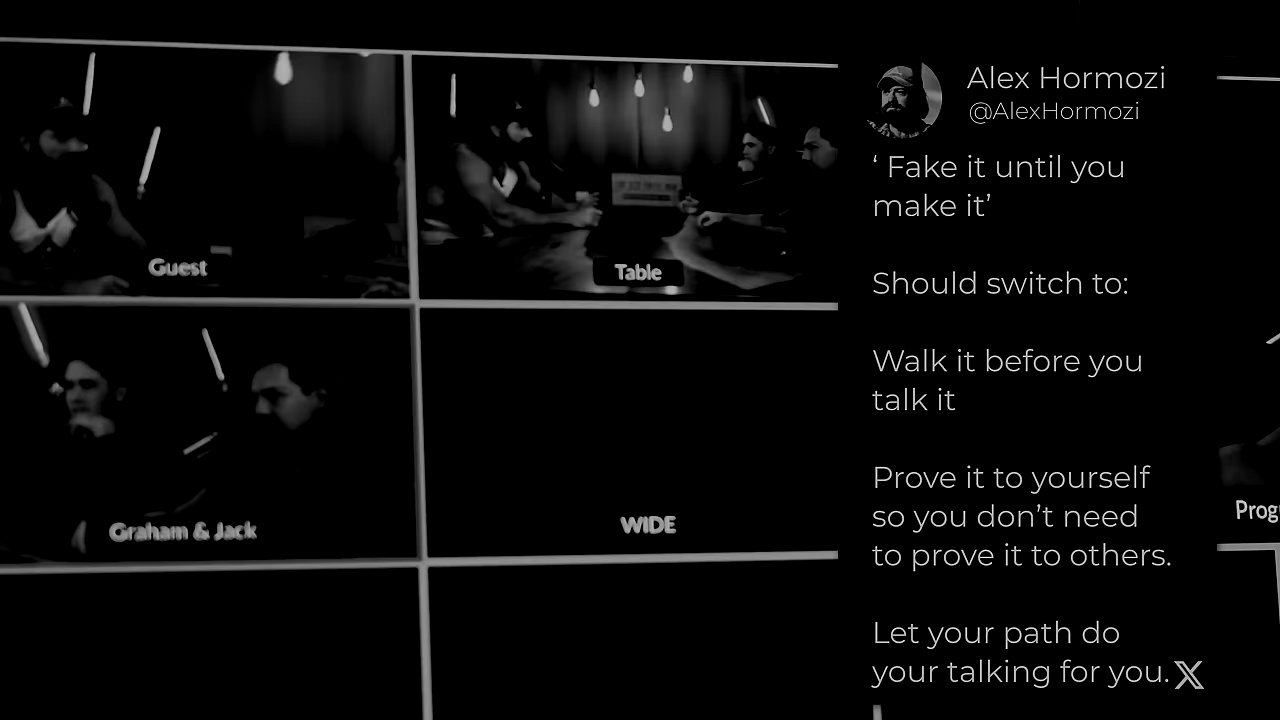 Guest
Table
Graham & Jack
WIDE
Alex Hormozi
@AlexHormozi
‘ Fake it until you
make it’
Should switch to:
Walk it before you
talk it
Prove it to yourself
so you don’t need
to prove it to others.
Let your path do
your talking for you.